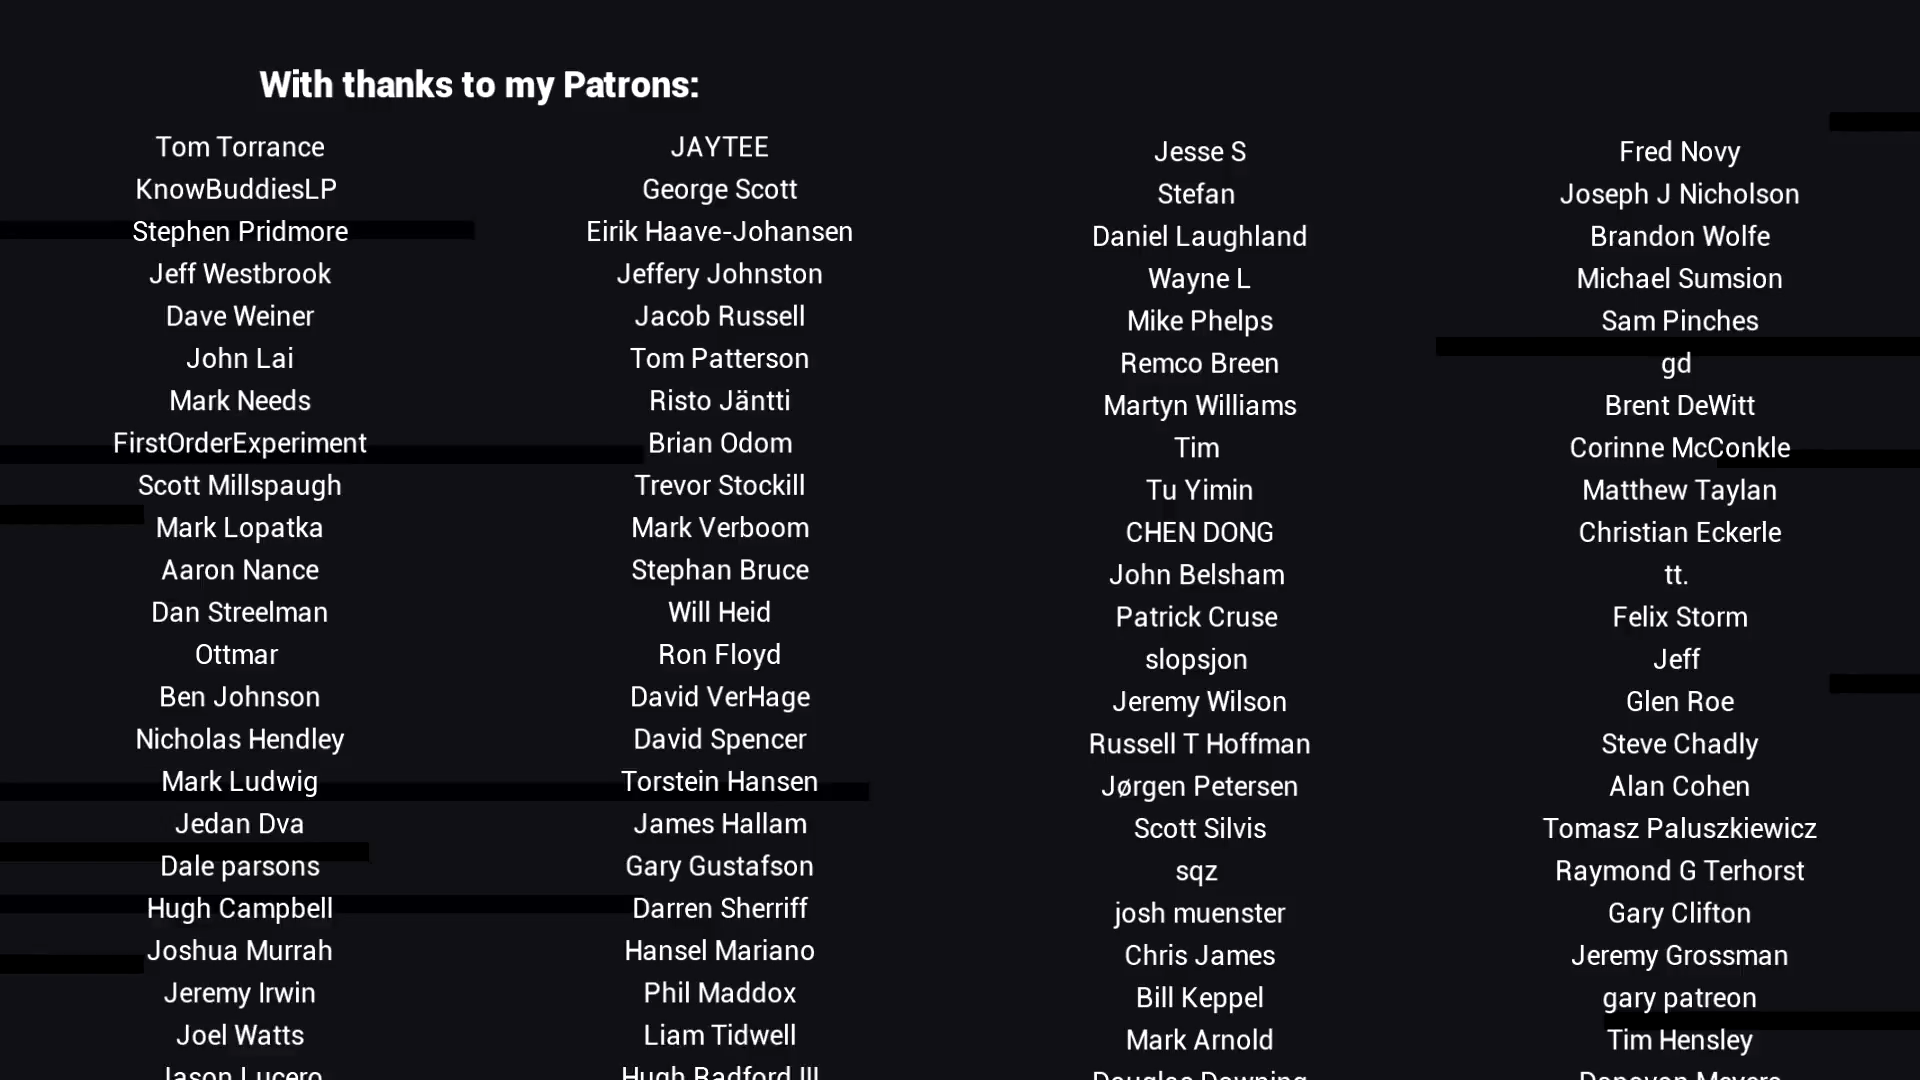 With thanks to my Patrons:
Tom Torrance
KnowBuddiesLP
Stephen Pridmore
Jeff Westbrook
Dave Weiner
John Lai
Mark Needs
FirstOrderExperiment
Scott Millspaugh
Mark Lopatka
Aaron Nance
Dan Streelman
Ottmar
Ben Johnson
Nicholas Hendley
Mark Ludwig
Jedan Dva
Dale parsons
Hugh Campbell
Joshua Murrah
Jeremy Irwin
Joel Watts
Jason Lucero
JAYTEE
George Scott
Eirik Haave-Johansen
Jeffery Johnston
Jacob Russell
Tom Patterson
Risto Jäntti
Brian Odom
Trevor Stockill
Mark Verboom
Stephan Bruce
Will Heid
Ron Floyd
David VerHage
David Spencer
Torstein Hansen
James Hallam
Gary Gustafson
Darren Sherriff
Hansel Mariano
Phil Maddox
Liam Tidwell
Hugh Radford III
Jesse S
Stefan
Daniel Laughland
Wayne L
Mike Phelps
Remco Breen
Martyn Williams
Tim
Tu Yimin
CHEN DONG
John Belsham
Patrick Cruse
slopsjon
Jeremy Wilson
Russell T Hoffman
Jørgen Petersen
Scott Silvis
sqz
josh muenster
Chris James
Bill Keppel
Mark Arnold
Douglas Downing
Fred Novy
Joseph J Nicholson
Brandon Wolfe
Michael Sumsion
Sam Pinches
gd
Brent DeWitt
Corinne McConkle
Matthew Taylan
Christian Eckerle
tt.
Felix Storm
Jeff
Glen Roe
Steve Chadly
Alan Cohen
Tomasz Paluszkiewicz
Raymond G Terhorst
Gary Clifton
Jeremy Grossman
gary patreon
Tim Hensley
Donovan